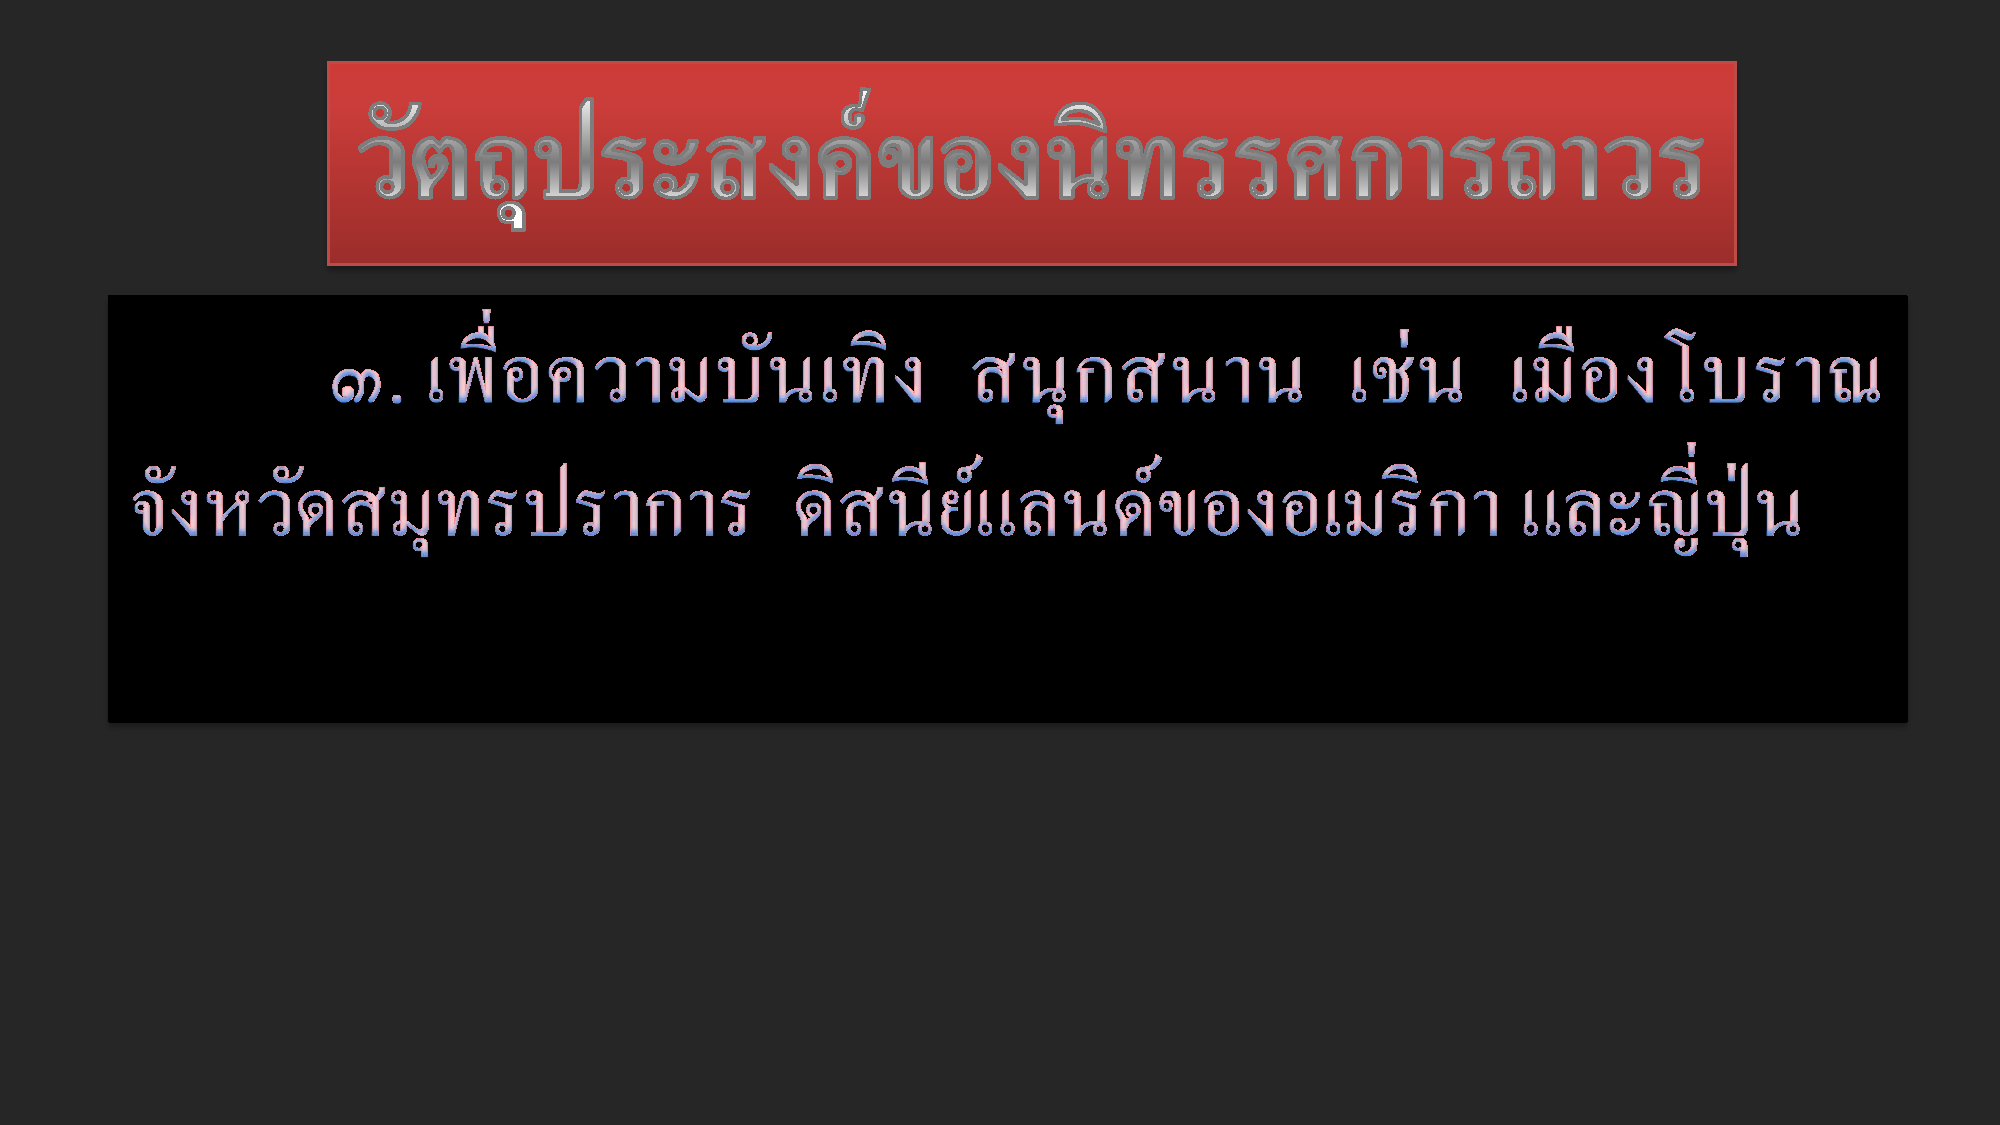 วัตถุประสงค์ของนิทรรศการถาวร
๓. เพื่อความบันเทิง สนุกสนาน เช่น เมืองโบราณ
จังหวัดสมุทรปราการ ดิสนีย์แลนด์ของอเมริกา และญี่ปุ่น